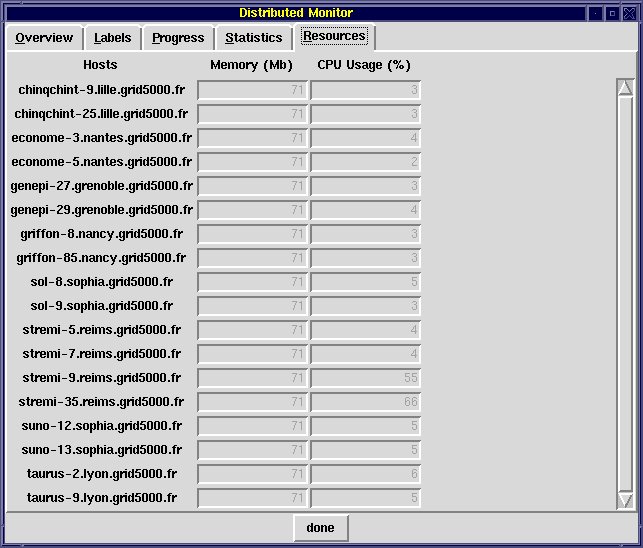 Distributed Monitor
Overview Labels Progress Statistics Resources
Hosts Memory (Mb) CPU Usage (%)
chinqchint-9.lille.grid5000.fr 71 3
chinqchint-25.lille.grid5000.fr 71 3
econome-3.nantes.grid5000.fr 71 4
econome-5.nantes.grid5000.fr 71 2
genepi-27.grenoble.grid5000.fr 71 3
genepi-29.grenoble.grid5000.fr 71 4
griffon-8.nancy.grid5000.fr 71 3
griffon-85.nancy.grid5000.fr 71 3
sol-8.sophia.grid5000.fr 71 5
sol-9.sophia.grid5000.fr 71 3
stremi-5.reims.grid5000.fr 71 4
stremi-7.reims.grid5000.fr 71 4
stremi-9.reims.grid5000.fr 71 55
stremi-35.reims.grid5000.fr 71 66
suno-12.sophia.grid5000.fr 71 5
suno-13.sophia.grid5000.fr 71 5
taurus-2.lyon.grid5000.fr 71 6
taurus-9.lyon.grid5000.fr 71 5
done